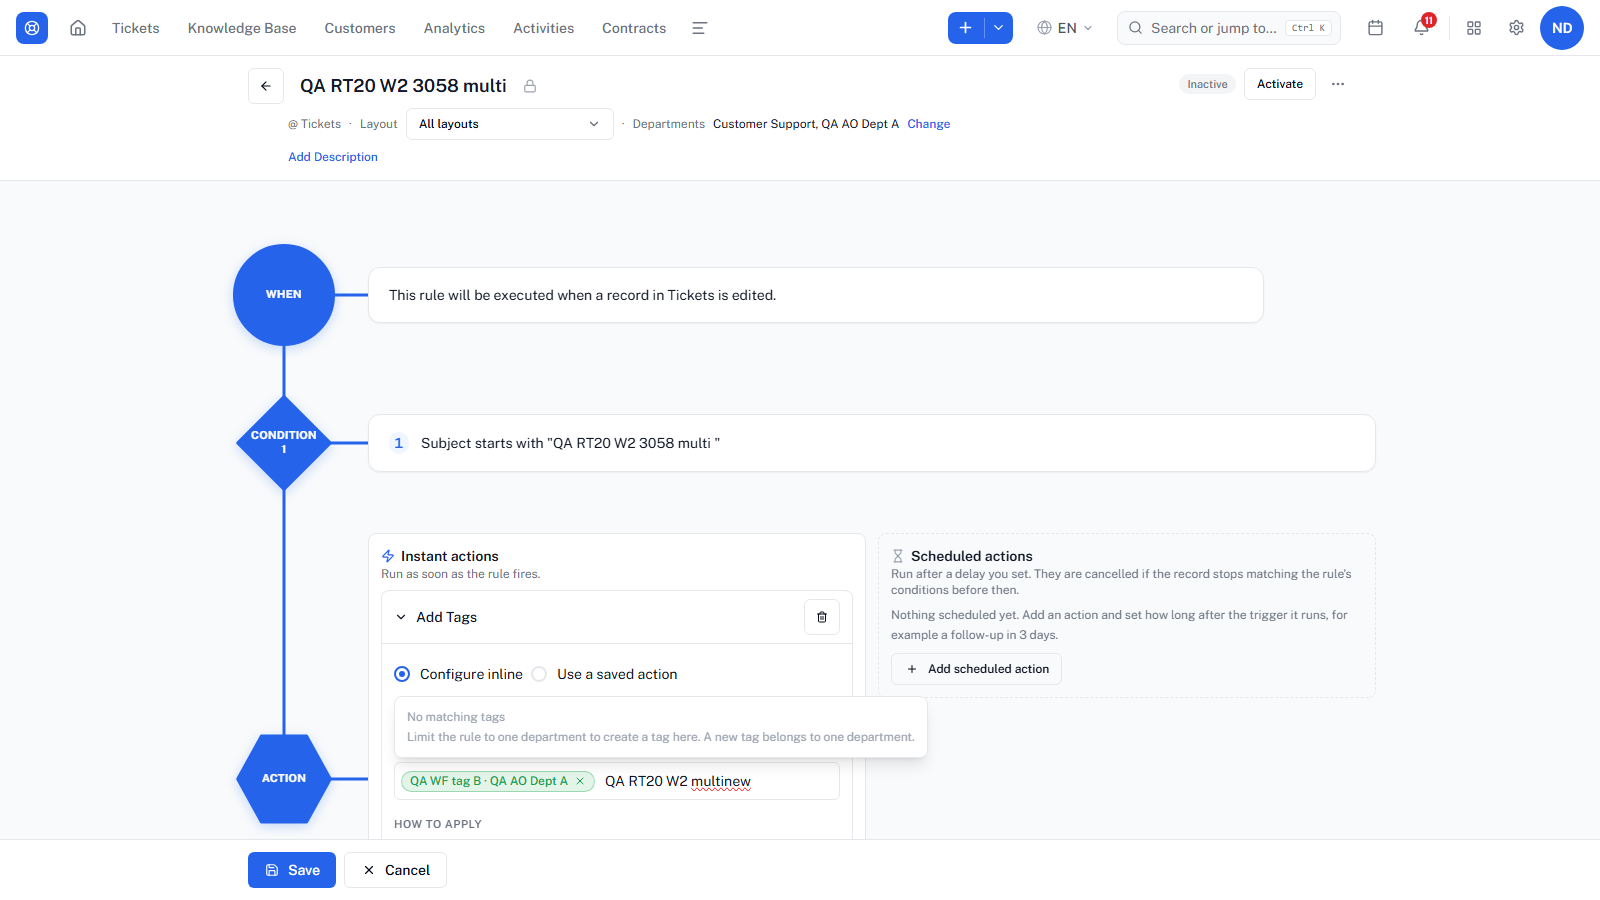 Tickets
Knowledge Base
Customers
Analytics
Activities
Contracts
EN
Search or jump to...
Ctrl K
11
ND
QA RT20 W2 3058 multi
Inactive
Activate
@ Tickets · Layout
All layouts
· Departments Customer Support, QA AO Dept A Change
Add Description
WHEN
This rule will be executed when a record in Tickets is edited.
CONDITION
1
1 Subject starts with "QA RT20 W2 3058 multi "
Instant actions
Run as soon as the rule fires.
Add Tags
Configure inline
Use a saved action
No matching tags
Limit the rule to one department to create a tag here. A new tag belongs to one department.
QA WF tag B · QA AO Dept A
QA RT20 W2 multinew
HOW TO APPLY
Scheduled actions
Run after a delay you set. They are cancelled if the record stops matching the rule's
conditions before then.
Nothing scheduled yet. Add an action and set how long after the trigger it runs, for
example a follow-up in 3 days.
Add scheduled action
ACTION
Save
Cancel